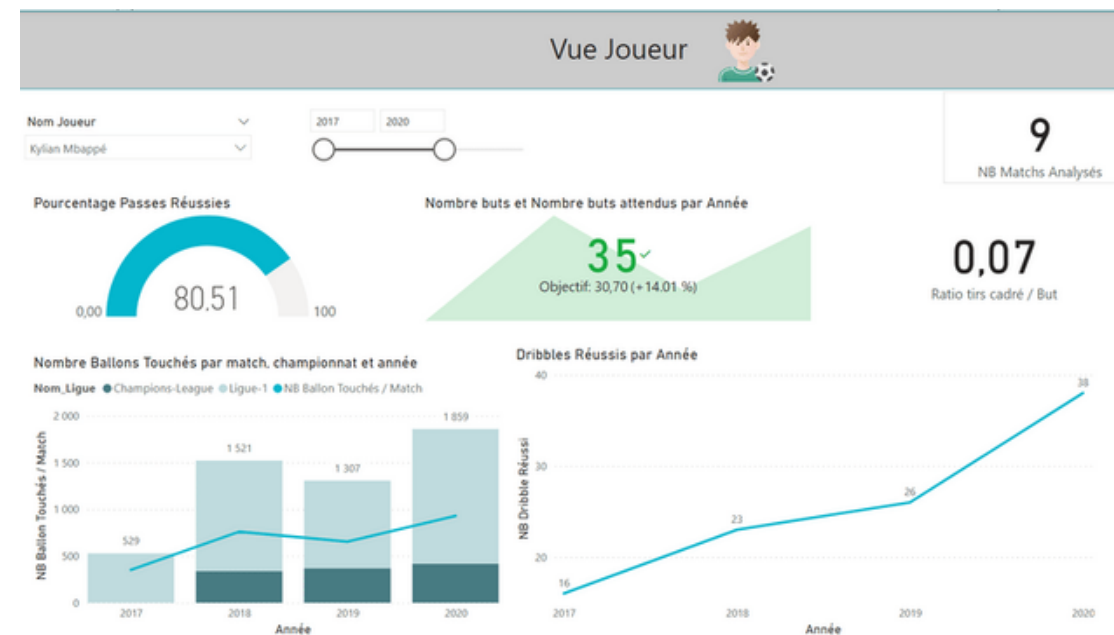 Vue Joueur
Nom Joueur
Kylian Mbappé
2017 2020
9
NB Matchs Analysés
Pourcentage Passes Réussies
80,51
0,00
100
Nombre buts et Nombre buts attendus par Année
35
Objectif: 30,70 (+14.01 %)
0,07
Ratio tirs cadré / But
Nombre Ballons Touchés par match, championnat et année
Nom_Ligue Champions-League Ligue-1 NB Ballon Touchés / Match
NB Ballon Touchés / Match
2 000
1 500
1 000
500
0
529
1 521
1 307
1 859
2017 2018 2019 2020
Année
Dribbles Réussis par Année
NB Dribble Réussi
40
30
20
16
23
26
38
2017 2018 2019 2020
Année